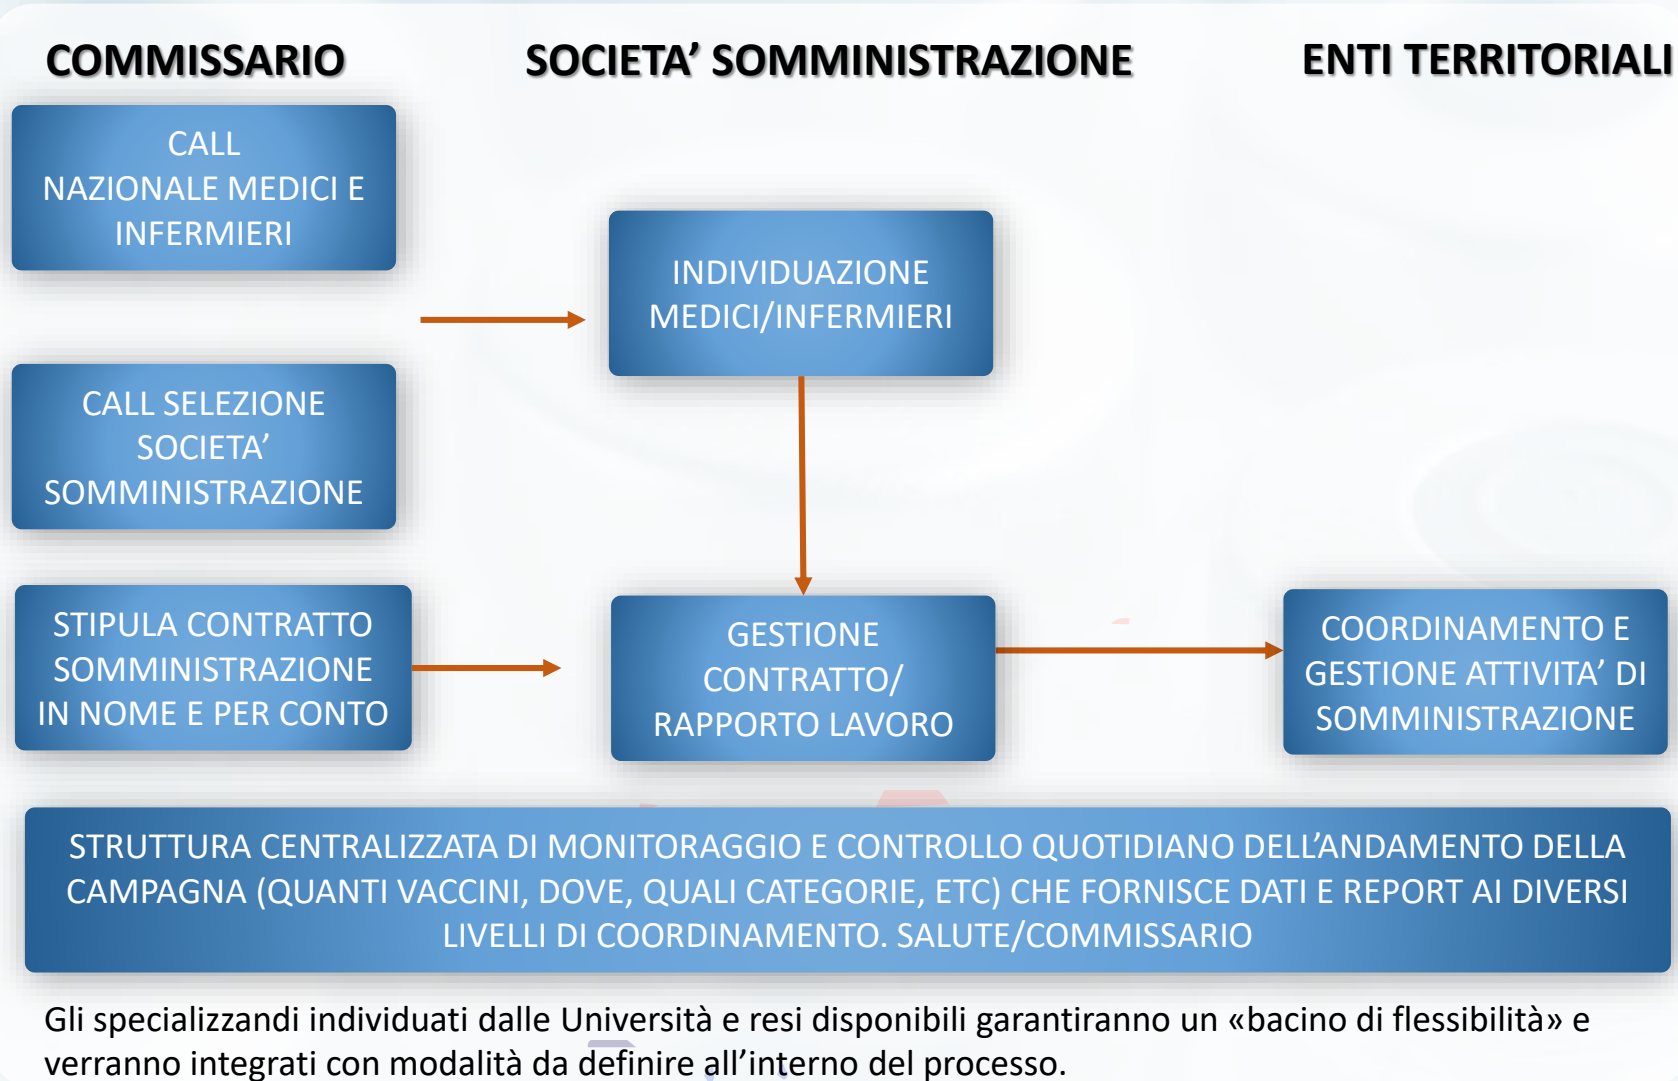 COMMISSARIO
SOCIETA’ SOMMINISTRAZIONE
ENTI TERRITORIALI
CALL
NAZIONALE MEDICI E
INFERMIERI
INDIVIDUAZIONE
MEDICI/INFERMIERI
CALL SELEZIONE
SOCIETA’
SOMMINISTRAZIONE
STIPULA CONTRATTO
SOMMINISTRAZIONE
IN NOME E PER CONTO
GESTIONE
CONTRATTO/
RAPPORTO LAVORO
COORDINAMENTO E
GESTIONE ATTIVITA’ DI
SOMMINISTRAZIONE
STRUTTURA CENTRALIZZATA DI MONITORAGGIO E CONTROLLO QUOTIDIANO DELL’ANDAMENTO DELLA
CAMPAGNA (QUANTI VACCINI, DOVE, QUALI CATEGORIE, ETC) CHE FORNISCE DATI E REPORT AI DIVERSI
LIVELLI DI COORDINAMENTO. SALUTE/COMMISSARIO
Gli specializzandi individuati dalle Università e resi disponibili garantiranno un «bacino di flessibilità» e
verranno integrati con modalità da definire all’interno del processo.